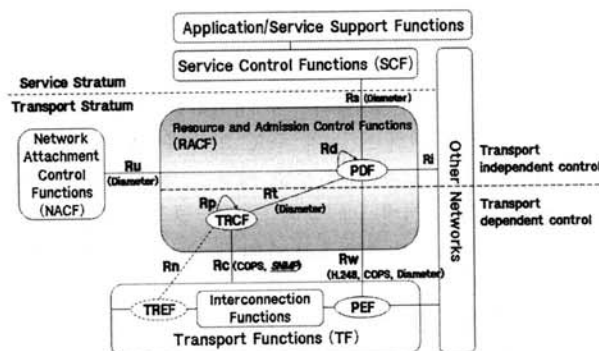 Application/Service Support Functions
Service Control Functions (SCF)
Service Stratum
Transport Stratum
Rs (Diameter)
Resource and Admission Control Functions
(RACF)
Network
Attachment
Control
Functions
(NACF)
Ru
(Diameter)
Rd
PDF
Ri
Other Networks
Transport
independent control
Rp
Rt
(Diameter)
TRCF
Transport
dependent control
Rn
Rc (COPS, SNMP)
Rw
(H.248, COPS, Diameter)
TREF
Interconnection
Functions
PEF
Transport Functions (TF)